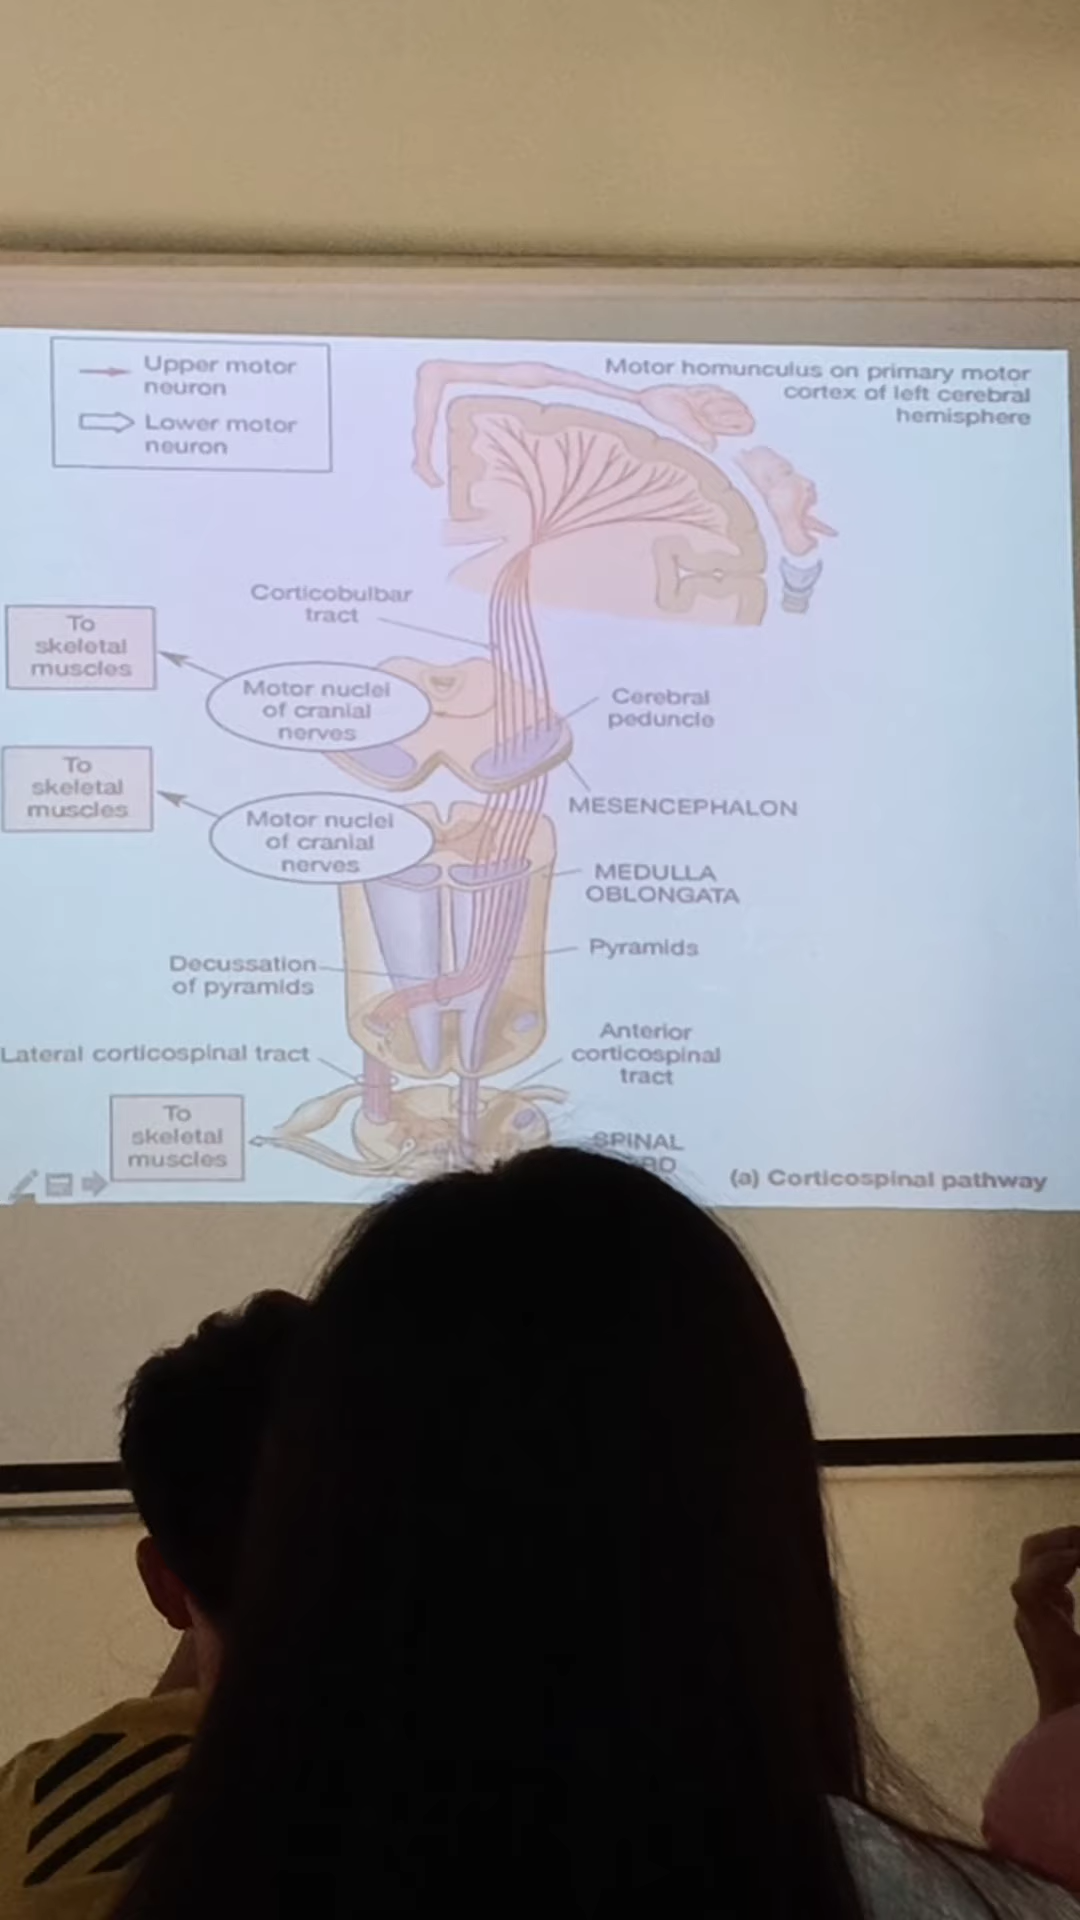 Upper motor
neuron
Lower motor
neuron
Motor homunculus on primary motor
cortex of left cerebral
hemisphere
Corticobulbar
tract
To
skeletal
muscles
Motor nuclei
of cranial
nerves
Cerebral
peduncle
To
skeletal
muscles
MESENCEPHALON
Motor nuclei
of cranial
nerves
MEDULLA
OBLONGATA
Pyramids
Decussation
of pyramids
Anterior
corticospinal
tract
Lateral corticospinal tract
To
skeletal
muscles
SPINAL
(a) Corticospinal pathway